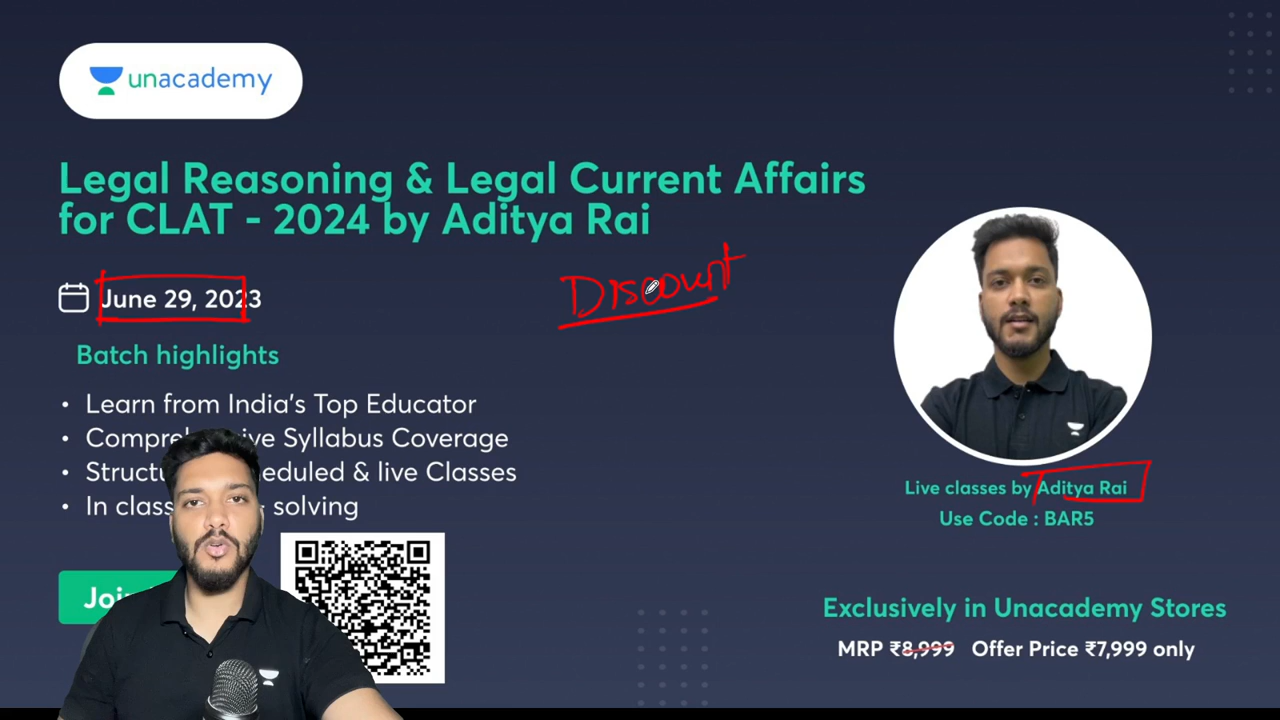 unacademy
Legal Reasoning & Legal Current Affairs
for CLAT - 2024 by Aditya Rai
June 29, 2023
Discount
Batch highlights
• Learn from India's Top Educator
• Comprehensive Syllabus Coverage
• Structu eduled & live Classes
• In class solving
Joi
Live classes by Aditya Rai
Use Code : BAR5
Exclusively in Unacademy Stores
MRP ₹8,999 Offer Price ₹7,999 only